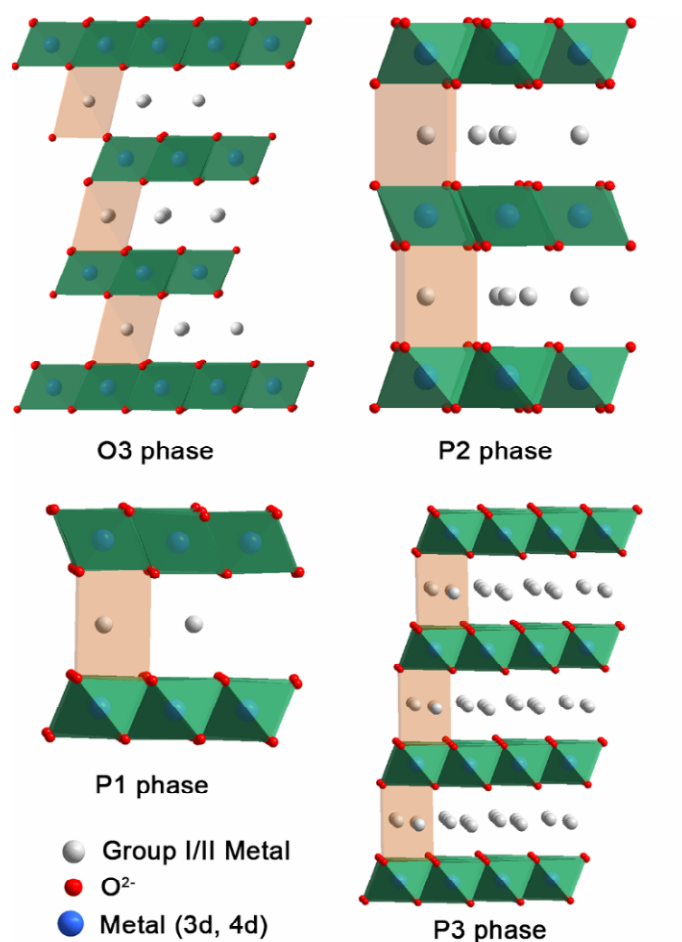 O3 phase
P2 phase
P1 phase
Group I/II Metal
O²⁻
Metal (3d, 4d)
P3 phase